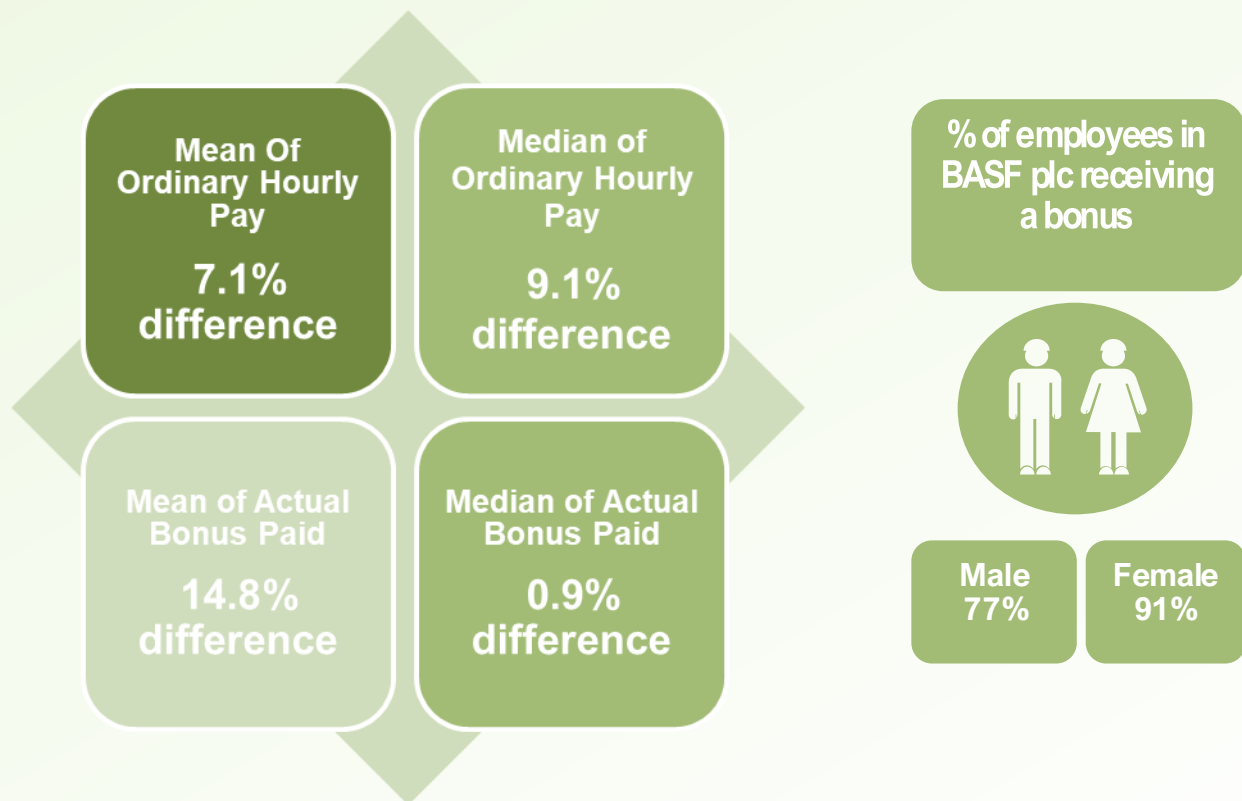 Mean Of
Ordinary Hourly
Pay
7.1%
difference
Median of
Ordinary Hourly
Pay
9.1%
difference
Mean of Actual
Bonus Paid
14.8%
difference
Median of Actual
Bonus Paid
0.9%
difference
% of employees in
BASF plc receiving
a bonus
Male
77%
Female
91%